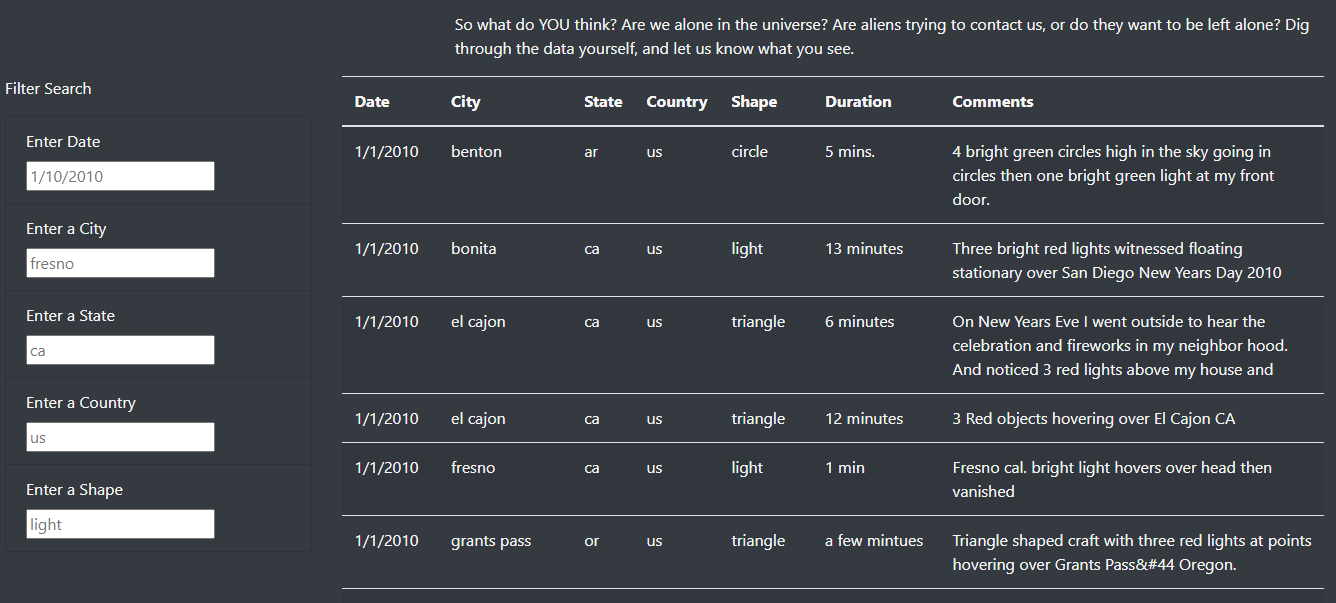 So what do YOU think? Are we alone in the universe? Are aliens trying to contact us, or do they want to be left alone? Dig
through the data yourself, and let us know what you see.
Filter Search
Enter Date
1/10/2010
Enter a City
fresno
Enter a State
ca
Enter a Country
us
Enter a Shape
light
Date City State Country Shape Duration Comments
1/1/2010 benton ar us circle 5 mins. 4 bright green circles high in the sky going in
circles then one bright green light at my front
door.
1/1/2010 bonita ca us light 13 minutes Three bright red lights witnessed floating
stationary over San Diego New Years Day 2010
1/1/2010 el cajon ca us triangle 6 minutes On New Years Eve I went outside to hear the
celebration and fireworks in my neighbor hood.
And noticed 3 red lights above my house and
1/1/2010 el cajon ca us triangle 12 minutes 3 Red objects hovering over El Cajon CA
1/1/2010 fresno ca us light 1 min Fresno cal. bright light hovers over head then
vanished
1/1/2010 grants pass or us triangle a few mintues Triangle shaped craft with three red lights at points
hovering over Grants Pass&#44 Oregon.